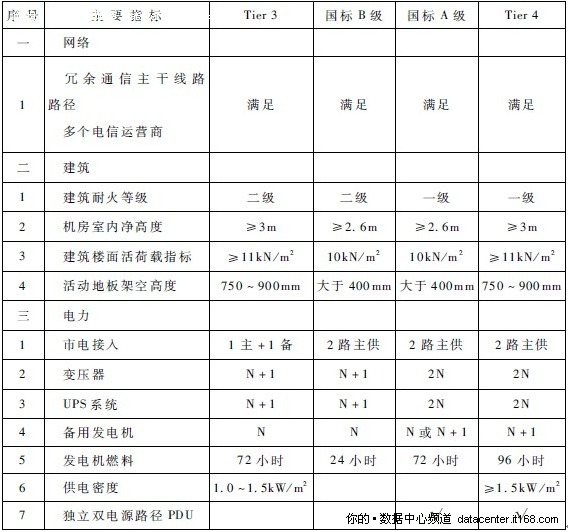 序号 主要指标 Tier 3 国标 B 级 国标 A 级 Tier 4
一 网络
1 冗余通信主干线路路径 多个电信运营商 满足 满足 满足 满足
二 建筑
1 建筑耐火等级 二级 二级 一级 一级
2 机房室内净高度 ≥3m ≥2.6m ≥2.6m ≥3m
3 建筑楼面活荷载指标 ≥11kN/m² 10kN/m² 10kN/m² ≥11kN/m²
4 活动地板架空高度 750~900mm 大于 400mm 大于 400mm 750~900mm
三 电力
1 市电接入 1 主 +1 备 2 路主供 2 路主供 2 路主供
2 变压器 N+1 N+1 2N 2N
3 UPS 系统 N+1 N+1 2N 2N
4 备用发电机 N N N 或 N+1 N+1
5 发电机燃料 72 小时 24 小时 72 小时 96 小时
6 供电密度 1.0~1.5kW/m² ≥1.5kW/m²
7 独立双电源路径 PDU √ √
你的·数据中心频道 datacenter.it168.com